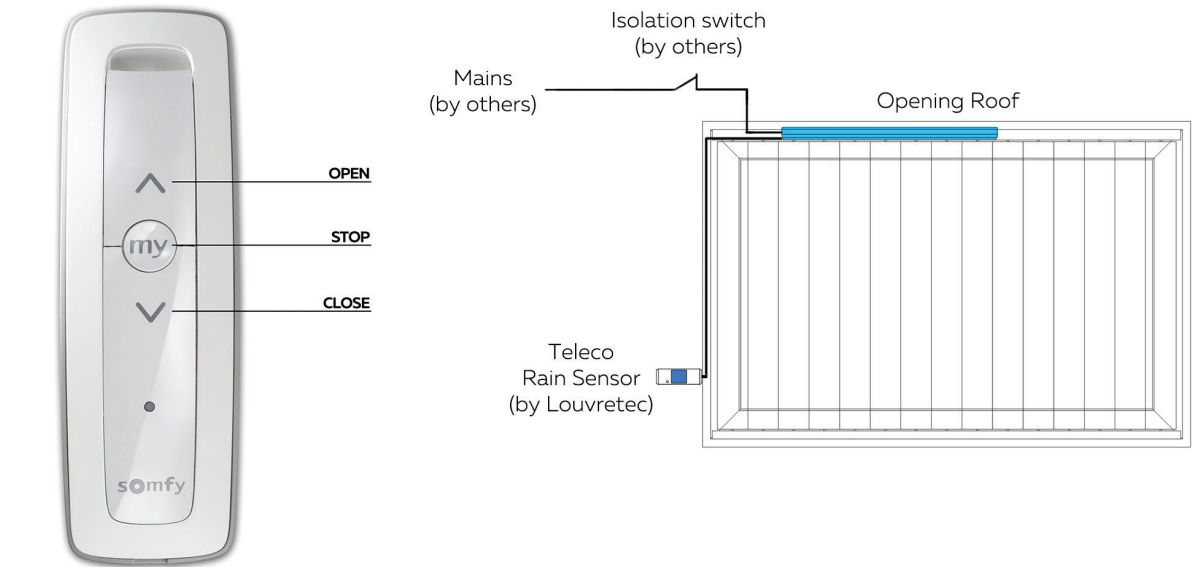 OPEN
my
STOP
CLOSE
somfy
Isolation switch
(by others)
Mains
(by others)
Opening Roof
Teleco
Rain Sensor
(by Louvretec)